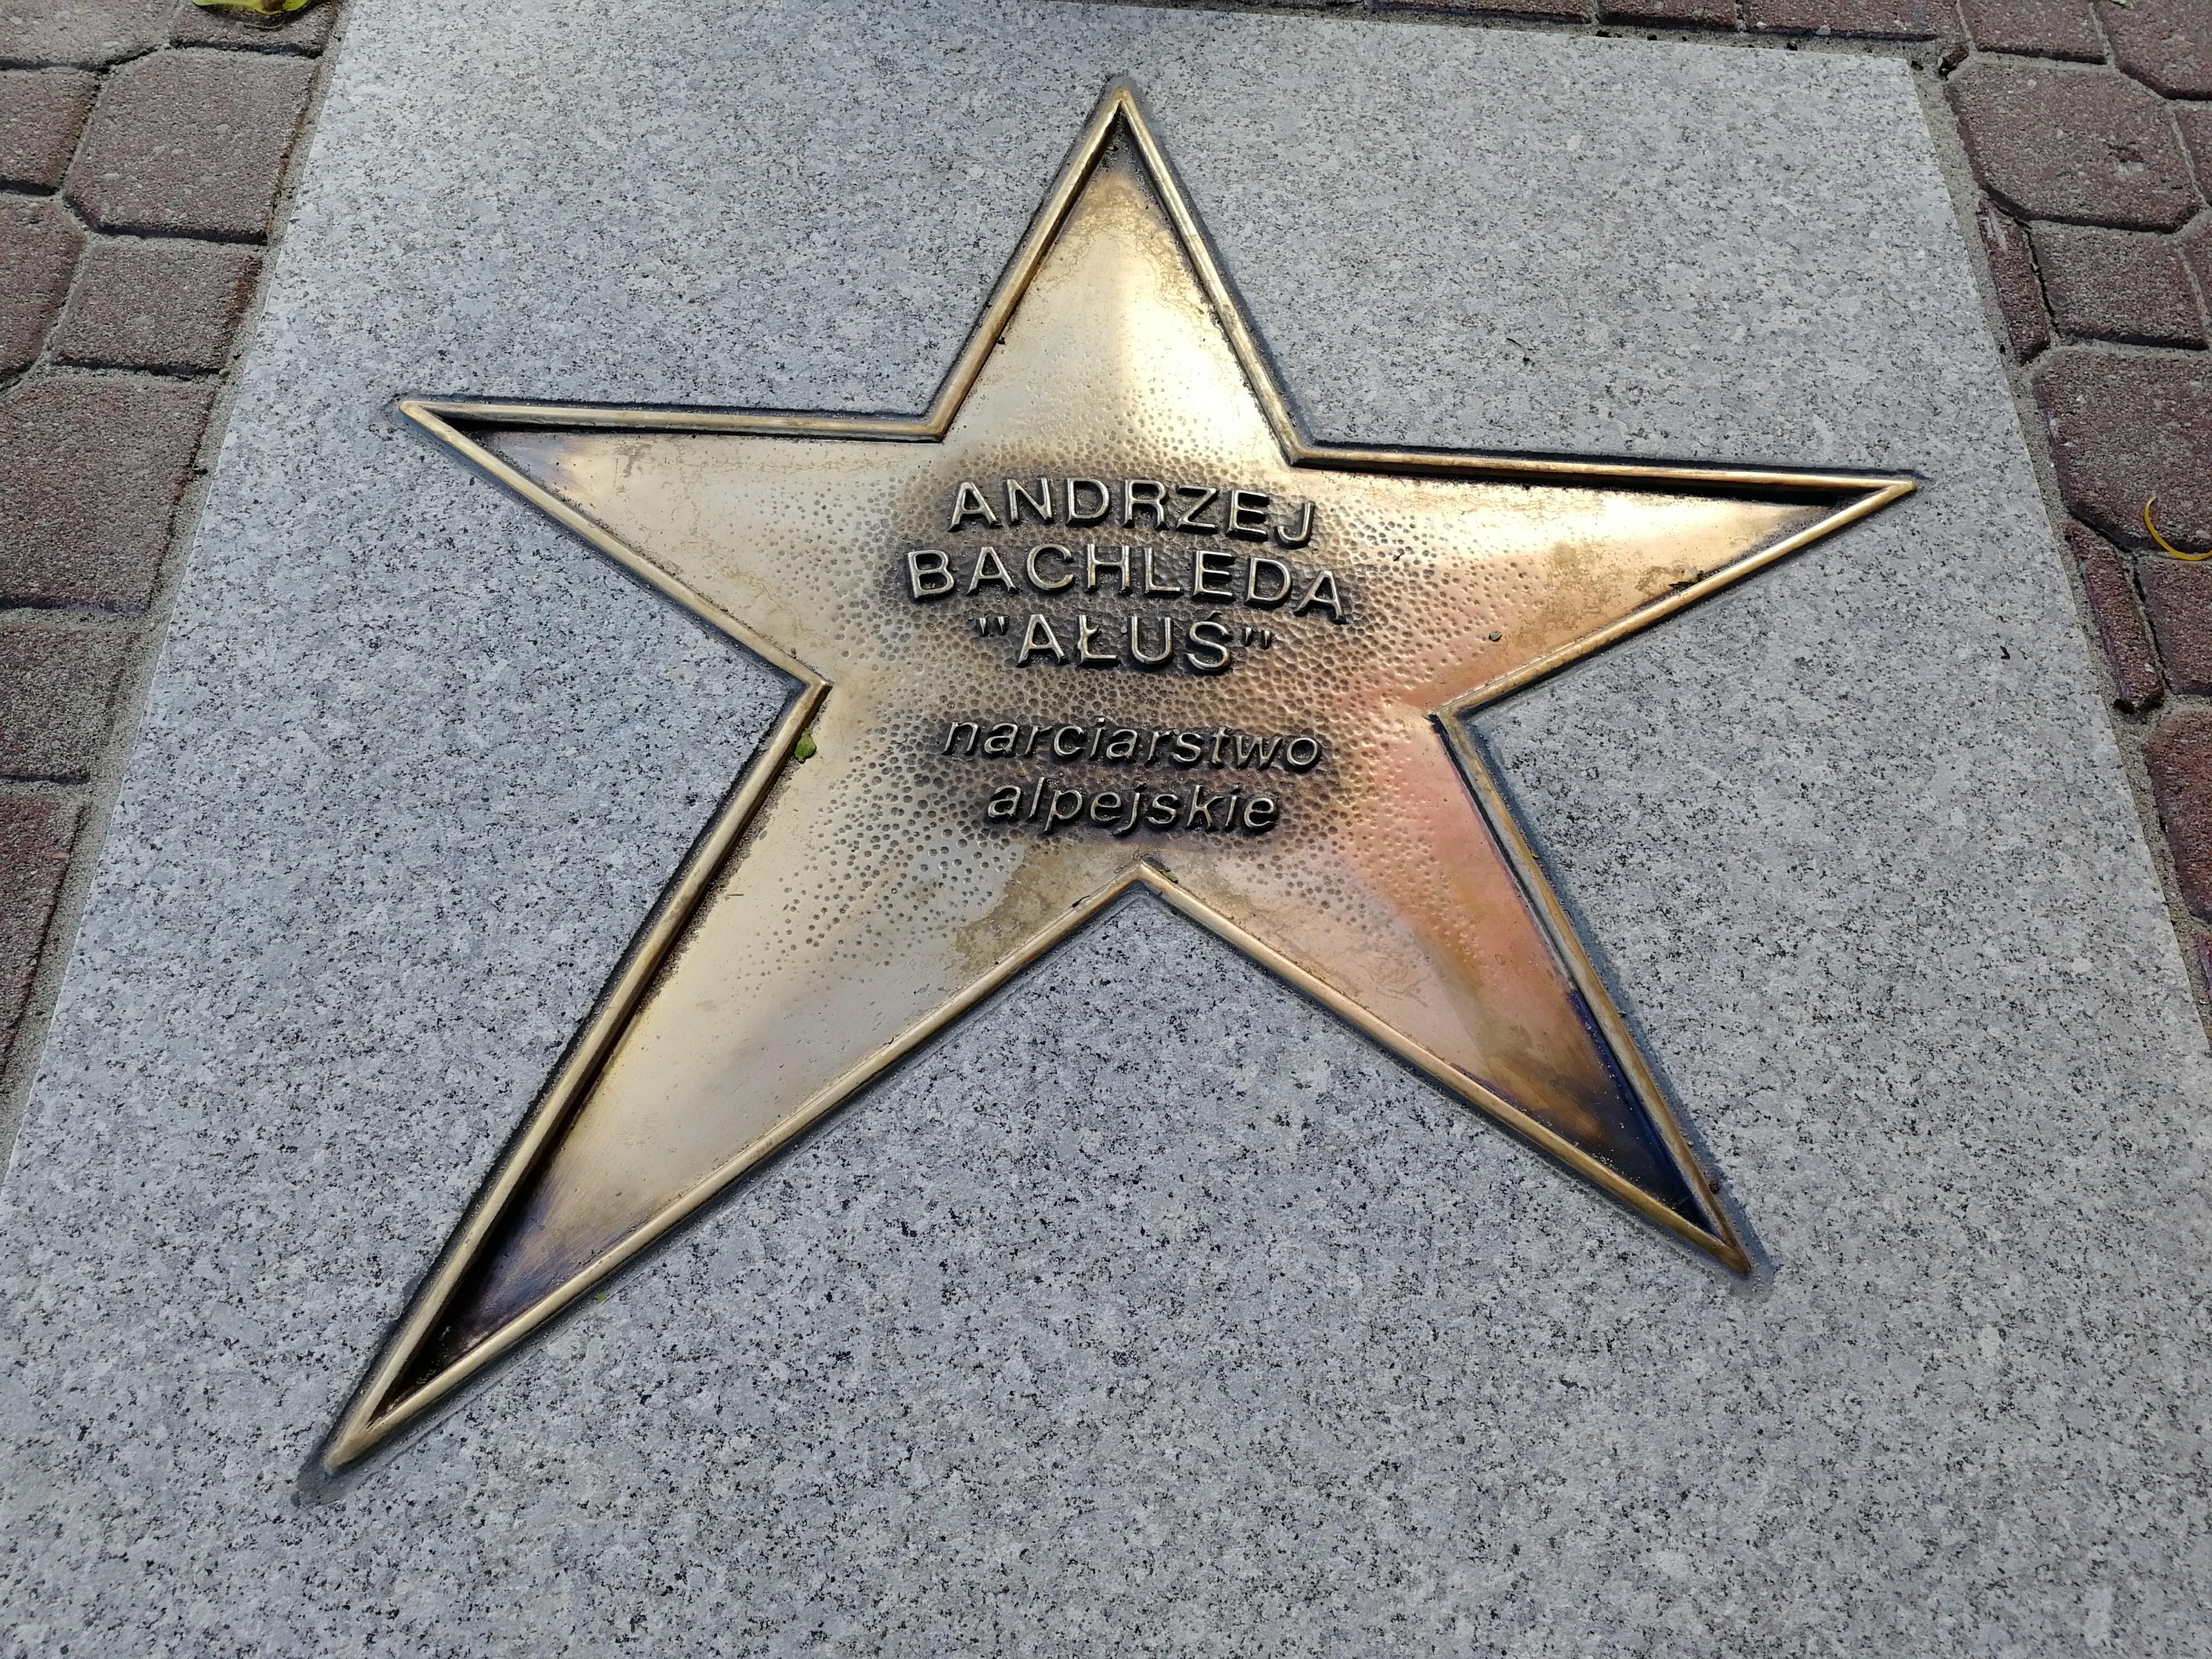 ANDRZEJ
BACHLEDA
"AŁUŚ"
narciarstwo
alpejskie